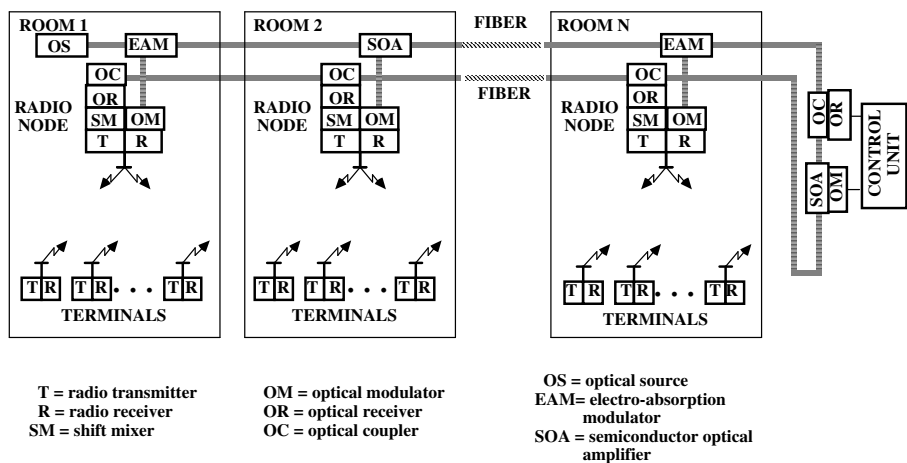 ROOM 1
ROOM 2
FIBER
ROOM N
OS
EAM
SOA
EAM
OC
OC
FIBER
OC
OR
OR
OR
RADIO NODE
SM
OM
RADIO NODE
SM
OM
RADIO NODE
SM
OM
T
R
T
R
T
R
OC
OR
SOA
OM
CONTROL UNIT
T R
T R
. . .
T R
T R
T R
. . .
T R
T R
T R
. . .
T R
TERMINALS
TERMINALS
TERMINALS
T = radio transmitter
R = radio receiver
SM = shift mixer
OM = optical modulator
OR = optical receiver
OC = optical coupler
OS = optical source
EAM= electro-absorption
modulator
SOA = semiconductor optical
amplifier